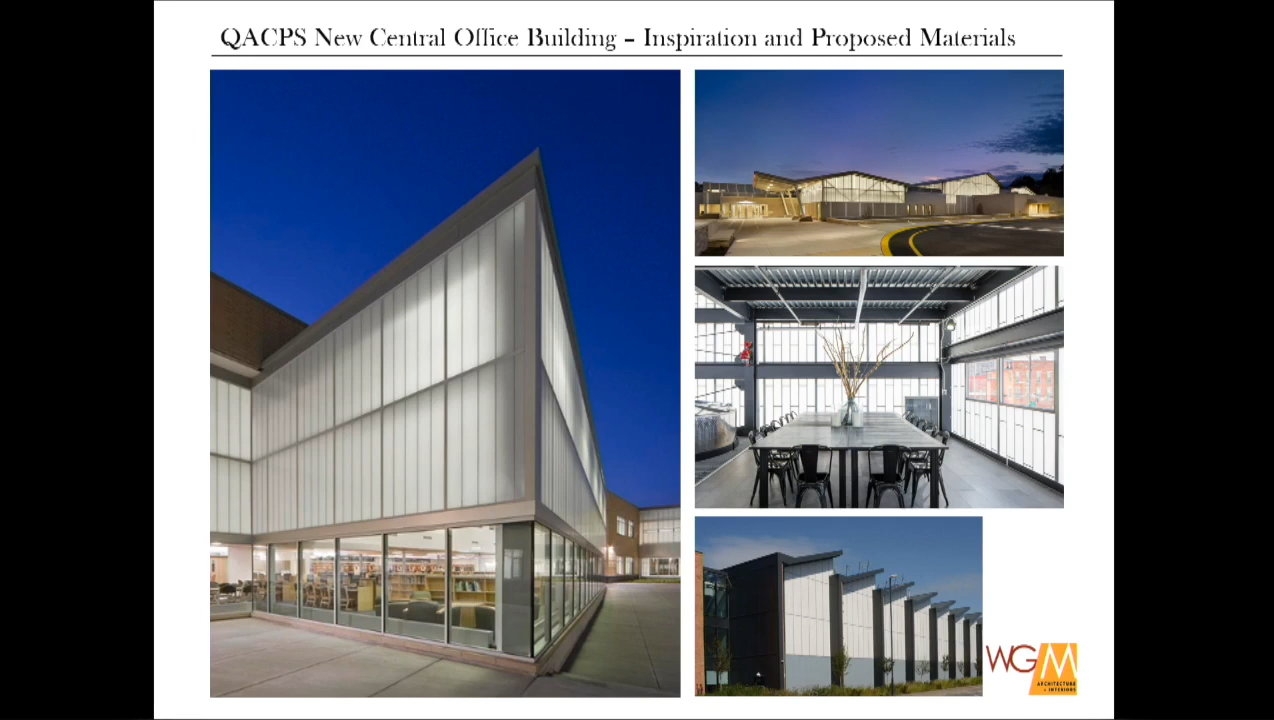 QACPS New Central Office Building – Inspiration and Proposed Materials
WGM
ARCHITECTURE
+ INTERIORS